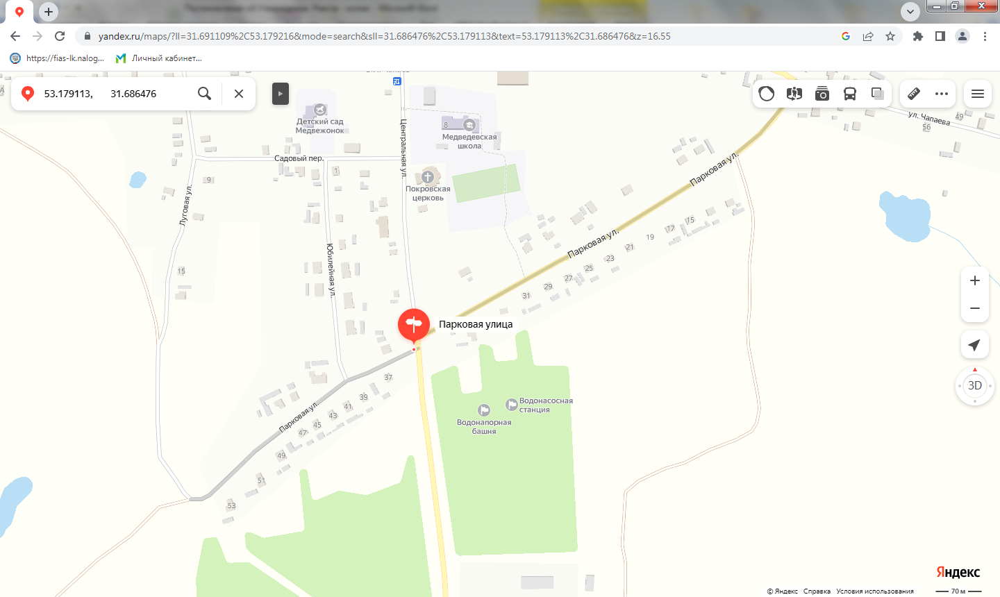 yandex.ru/maps/?ll=31.691109%2C53.179216&mode=search&sll=31.686476%2C53.179113&text=53.179113%2C31.686476&z=16.55
https://fias-lk.nalog...
Личный кабинет...
53.179113, 31.686476
Детский сад
Медвежонок
8
Медведевская
школа
ул. Чапаева
49
56
Центральная ул.
Садовый пер.
1
9
Покровская
церковь
Парковая ул.
Луговая ул.
15
Юбилейная ул.
Парковая ул.
15
17
19
21
23
25
27
29
31
Парковая улица
3D
37
39
41
43
45
47
49
51
53
Парковая ул.
Водонасосная
станция
Водонапорная
башня
Яндекс
© Яндекс Справка Условия использования
70 м